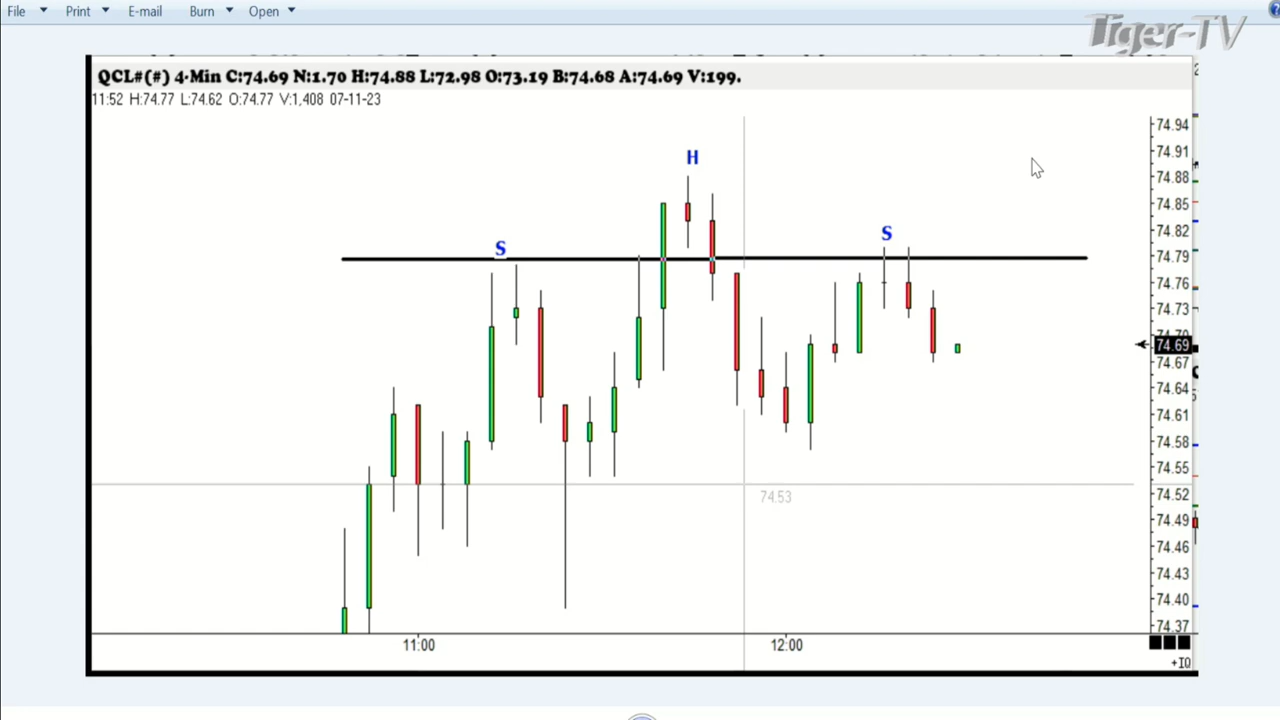 File Print E-mail Burn Open
Tiger-TV
QCL#(#) 4-Min C:74.69 N:1.70 H:74.88 L:72.98 O:73.19 B:74.68 A:74.69 V:199.
11:52 H:74.77 L:74.62 O:74.77 V:1,408 07-11-23
74.94
H
74.91
74.88
74.85
S
74.82
S
74.79
74.76
74.73
74.70
74.69
74.67
74.64
74.61
74.58
74.55
74.53
74.52
74.49
74.46
74.43
74.40
74.37
11:00 12:00
+IQ